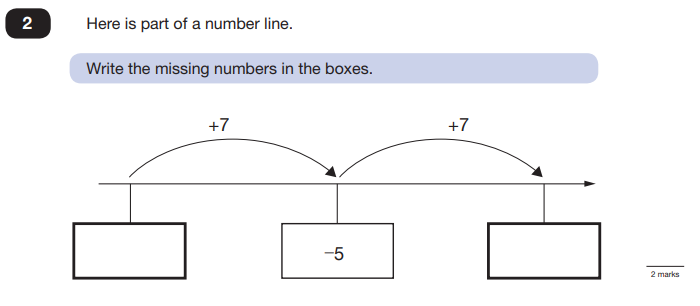 2
Here is part of a number line.
Write the missing numbers in the boxes.
+7
+7
−5
2 marks